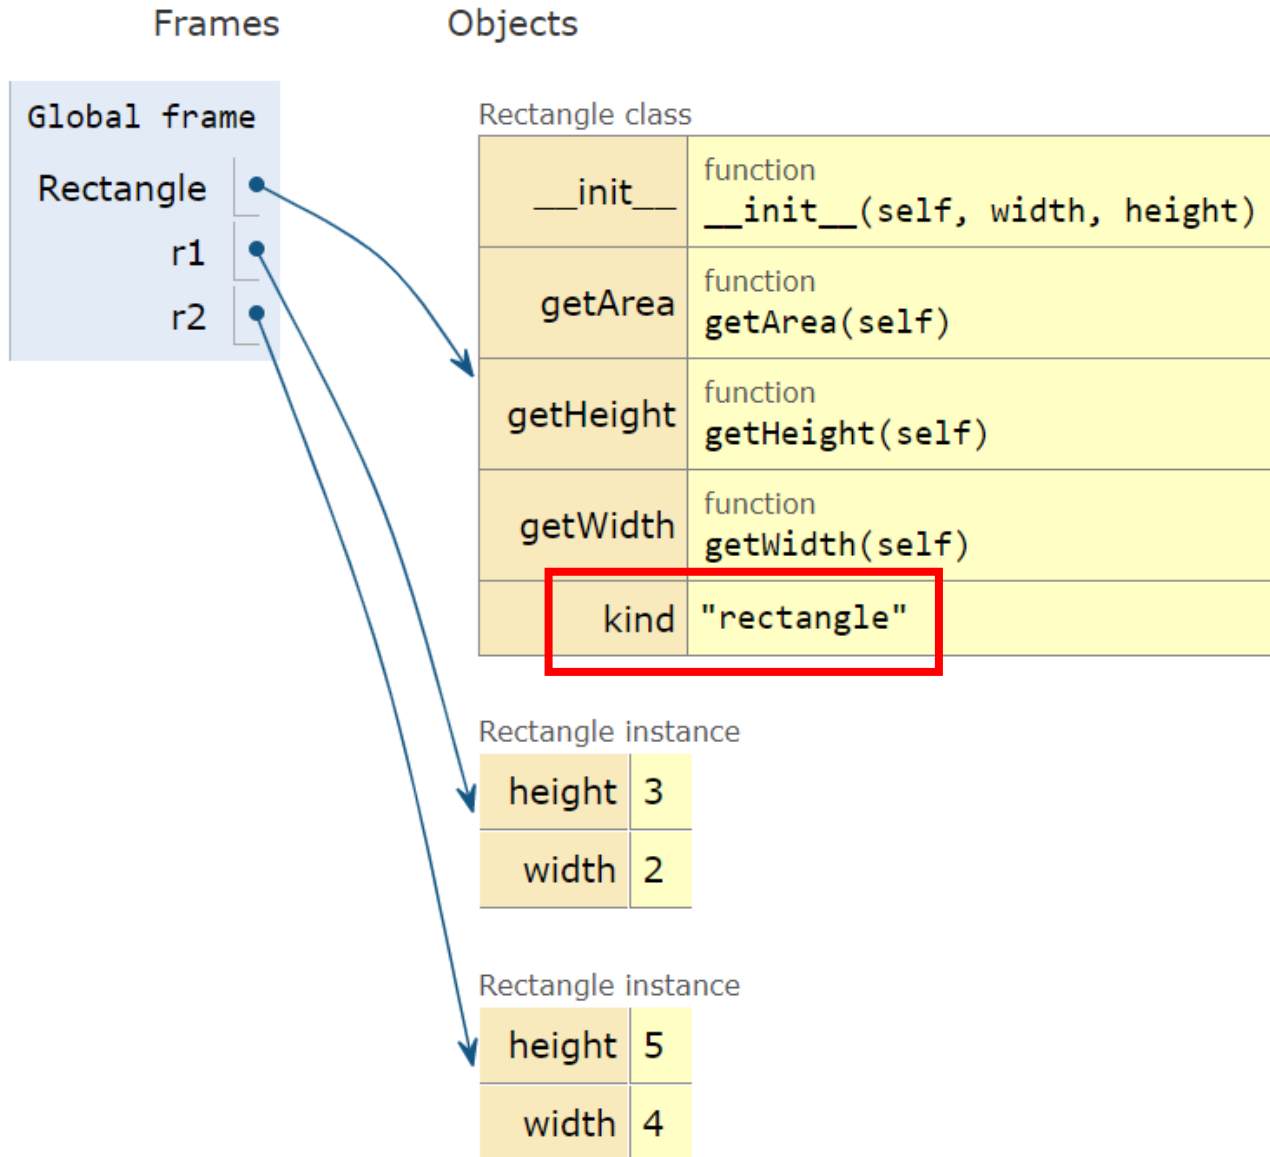 Frames Objects
Global frame
Rectangle
r1
r2
Rectangle class
__init__ function
__init__(self, width, height)
getArea function
getArea(self)
getHeight function
getHeight(self)
getWidth function
getWidth(self)
kind "rectangle"
Rectangle instance
height 3
width 2
Rectangle instance
height 5
width 4